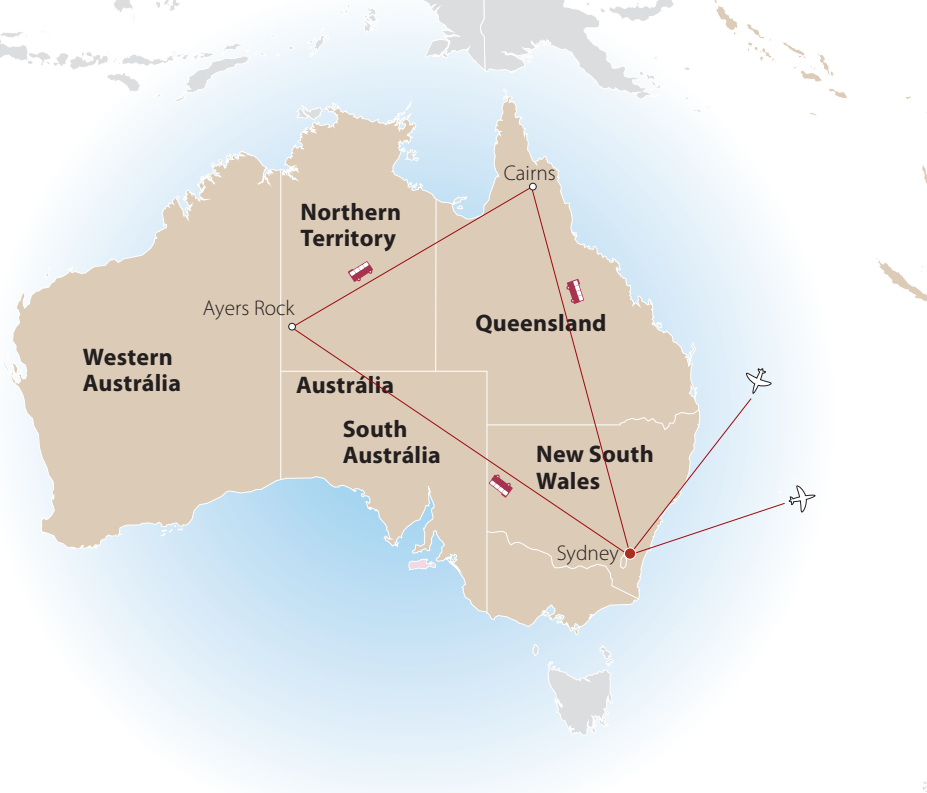 Cairns
Northern
Territory
Ayers Rock
Queensland
Western
Austrália
Austrália
South
Austrália
New South
Wales
Sydney